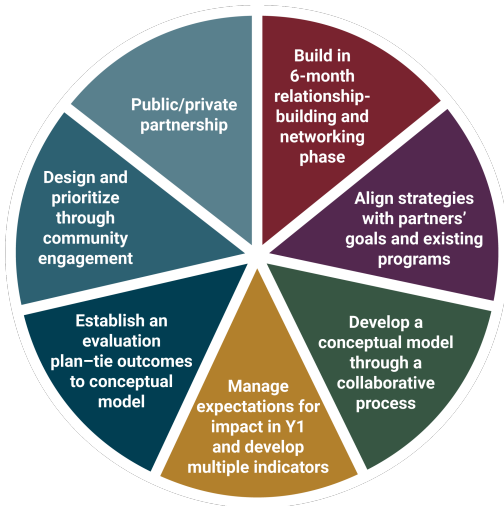 Build in
6-month
relationship-
building and
networking
phase
Align strategies
with partners'
goals and existing
programs
Develop a
conceptual model
through a
collaborative
process
Manage
expectations for
impact in Y1
and develop
multiple indicators
Establish an
evaluation
plan–tie outcomes
to conceptual
model
Design and
prioritize
through
community
engagement
Public/private
partnership